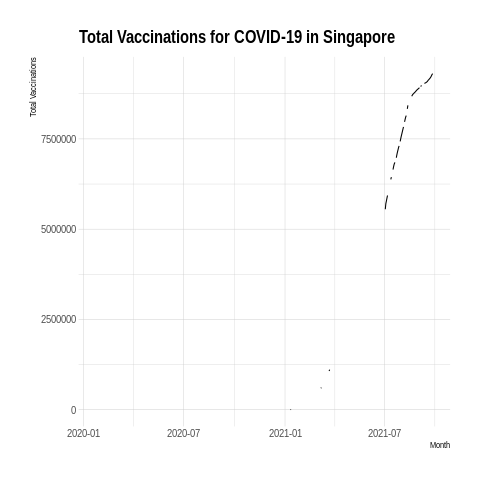 Total Vaccinations for COVID-19 in Singapore
Total Vaccinations
7500000
5000000
2500000
0
2020-01
2020-07
2021-01
2021-07
Month